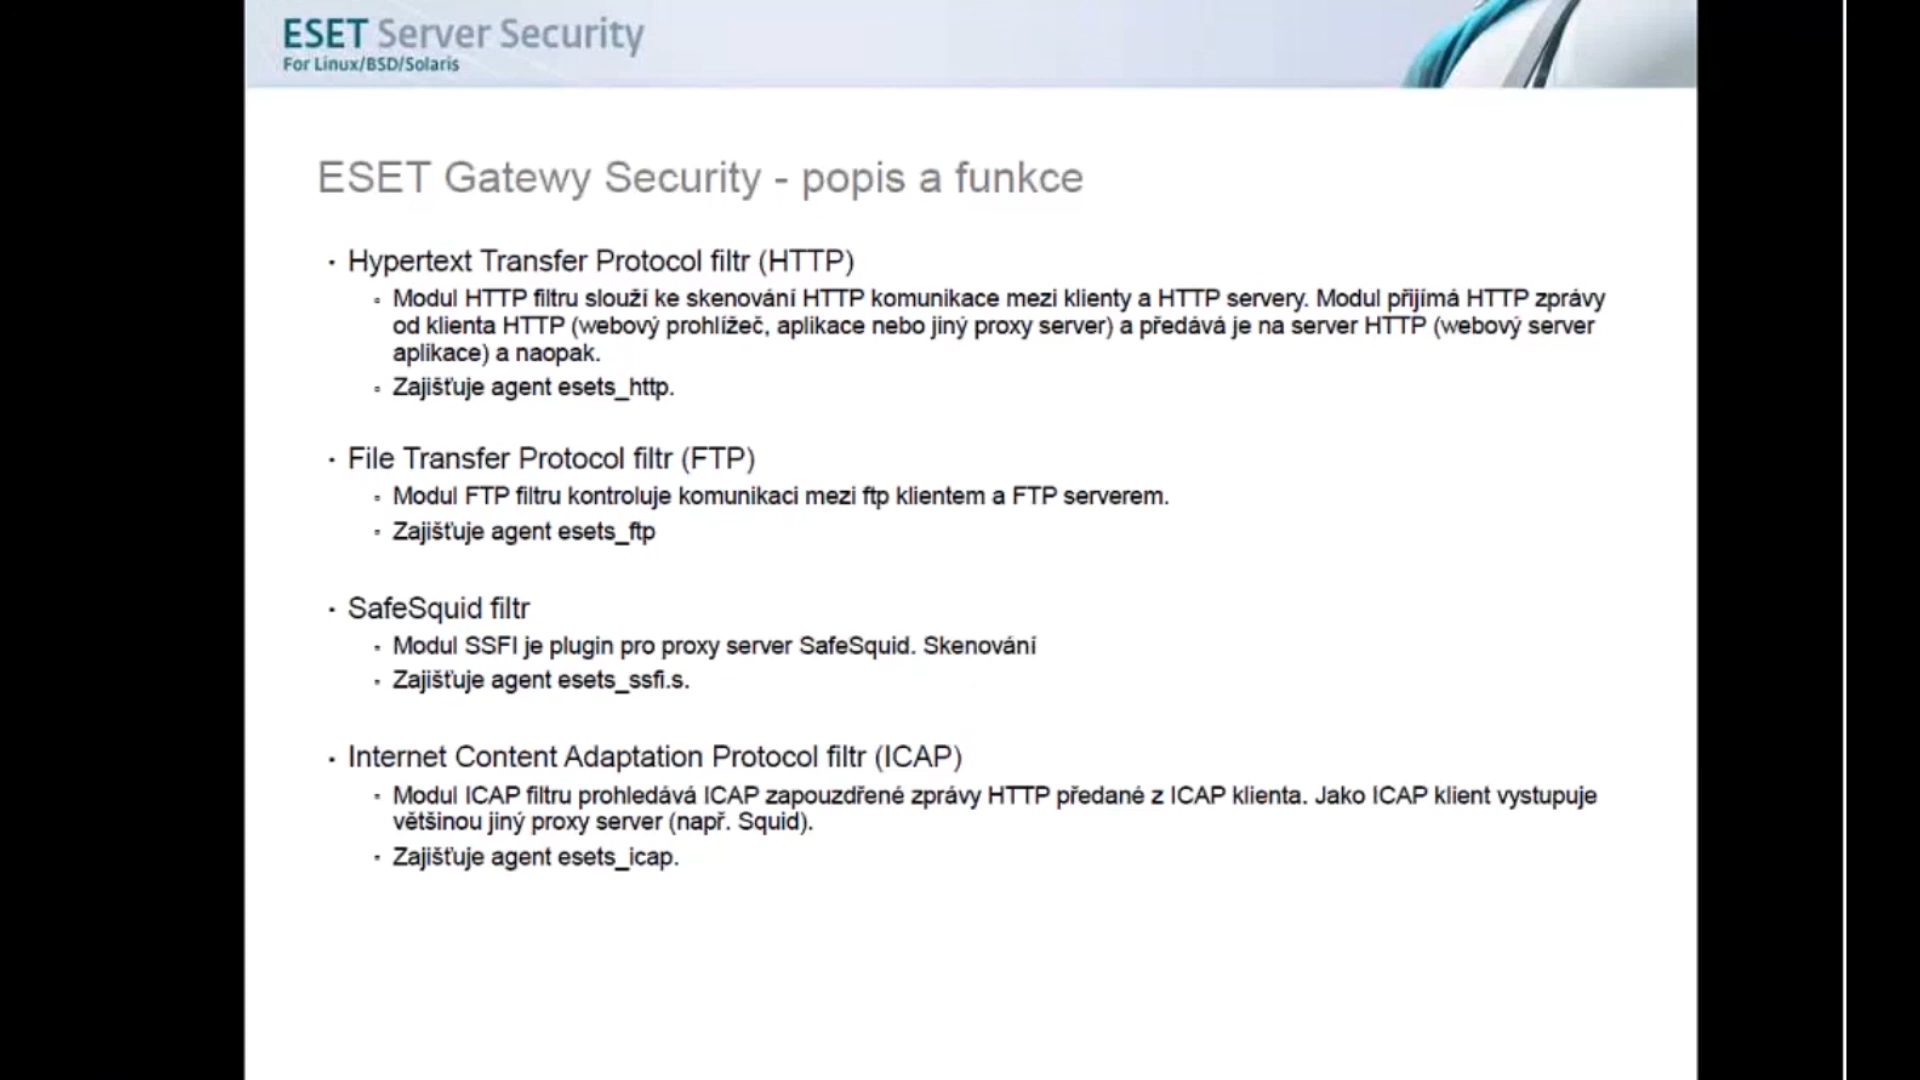 ESET Server Security
For Linux/BSD/Solaris
ESET Gatewy Security - popis a funkce
· Hypertext Transfer Protocol filtr (HTTP)
▫ Modul HTTP filtru slouží ke skenování HTTP komunikace mezi klienty a HTTP servery. Modul přijímá HTTP zprávy
od klienta HTTP (webový prohlížeč, aplikace nebo jiný proxy server) a předává je na server HTTP (webový server
aplikace) a naopak.
▫ Zajišťuje agent esets_http.
· File Transfer Protocol filtr (FTP)
▫ Modul FTP filtru kontroluje komunikaci mezi ftp klientem a FTP serverem.
▫ Zajišťuje agent esets_ftp
· SafeSquid filtr
▫ Modul SSFI je plugin pro proxy server SafeSquid. Skenování
▫ Zajišťuje agent esets_ssfi.s.
· Internet Content Adaptation Protocol filtr (ICAP)
▫ Modul ICAP filtru prohledává ICAP zapouzdřené zprávy HTTP předané z ICAP klienta. Jako ICAP klient vystupuje
většinou jiný proxy server (např. Squid).
▫ Zajišťuje agent esets_icap.